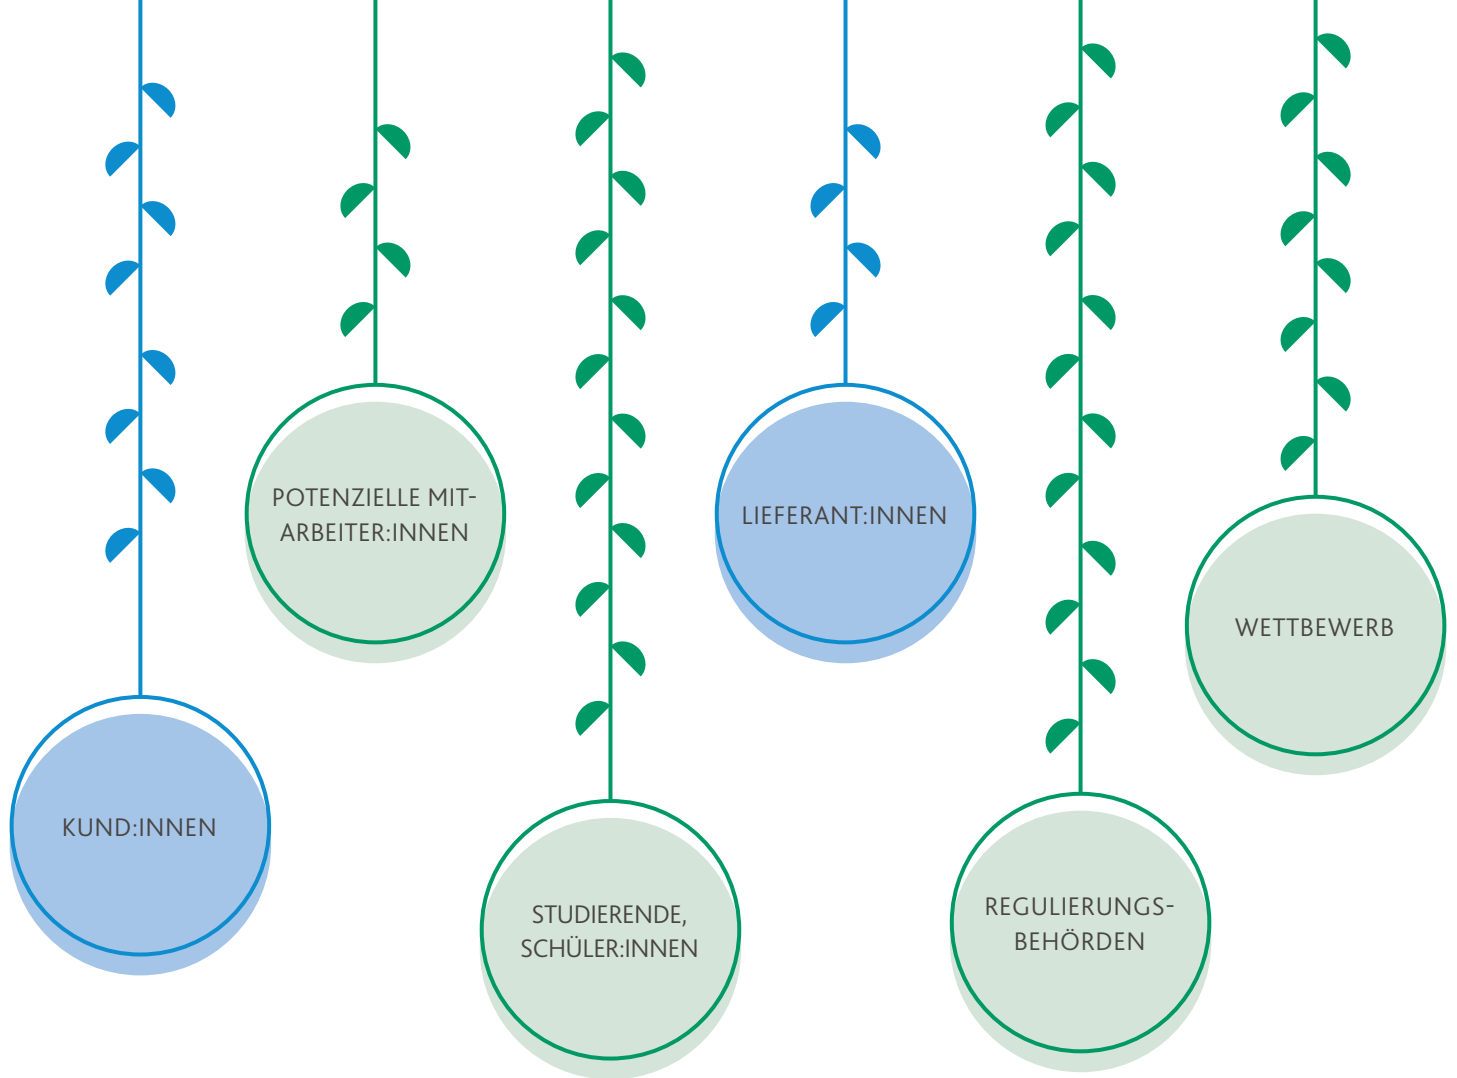 POTENZIELLE MIT-
ARBEITER:INNEN
LIEFERANT:INNEN
WETTBEWERB
KUND:INNEN
STUDIERENDE,
SCHÜLER:INNEN
REGULIERUNGS-
BEHÖRDEN